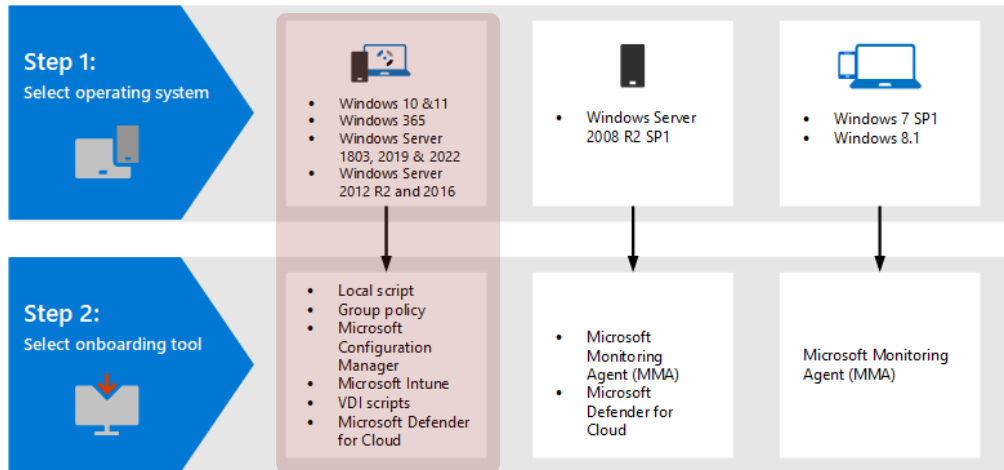 Step 1:
Select operating system
• Windows 10 &11
• Windows 365
• Windows Server
1803, 2019 & 2022
• Windows Server
2012 R2 and 2016
• Windows Server
2008 R2 SP1
• Windows 7 SP1
• Windows 8.1
Step 2:
Select onboarding tool
• Local script
• Group policy
• Microsoft
Configuration
Manager
• Microsoft Intune
• VDI scripts
• Microsoft Defender
for Cloud
• Microsoft
Monitoring
Agent (MMA)
• Microsoft
Defender for
Cloud
Microsoft Monitoring
Agent (MMA)